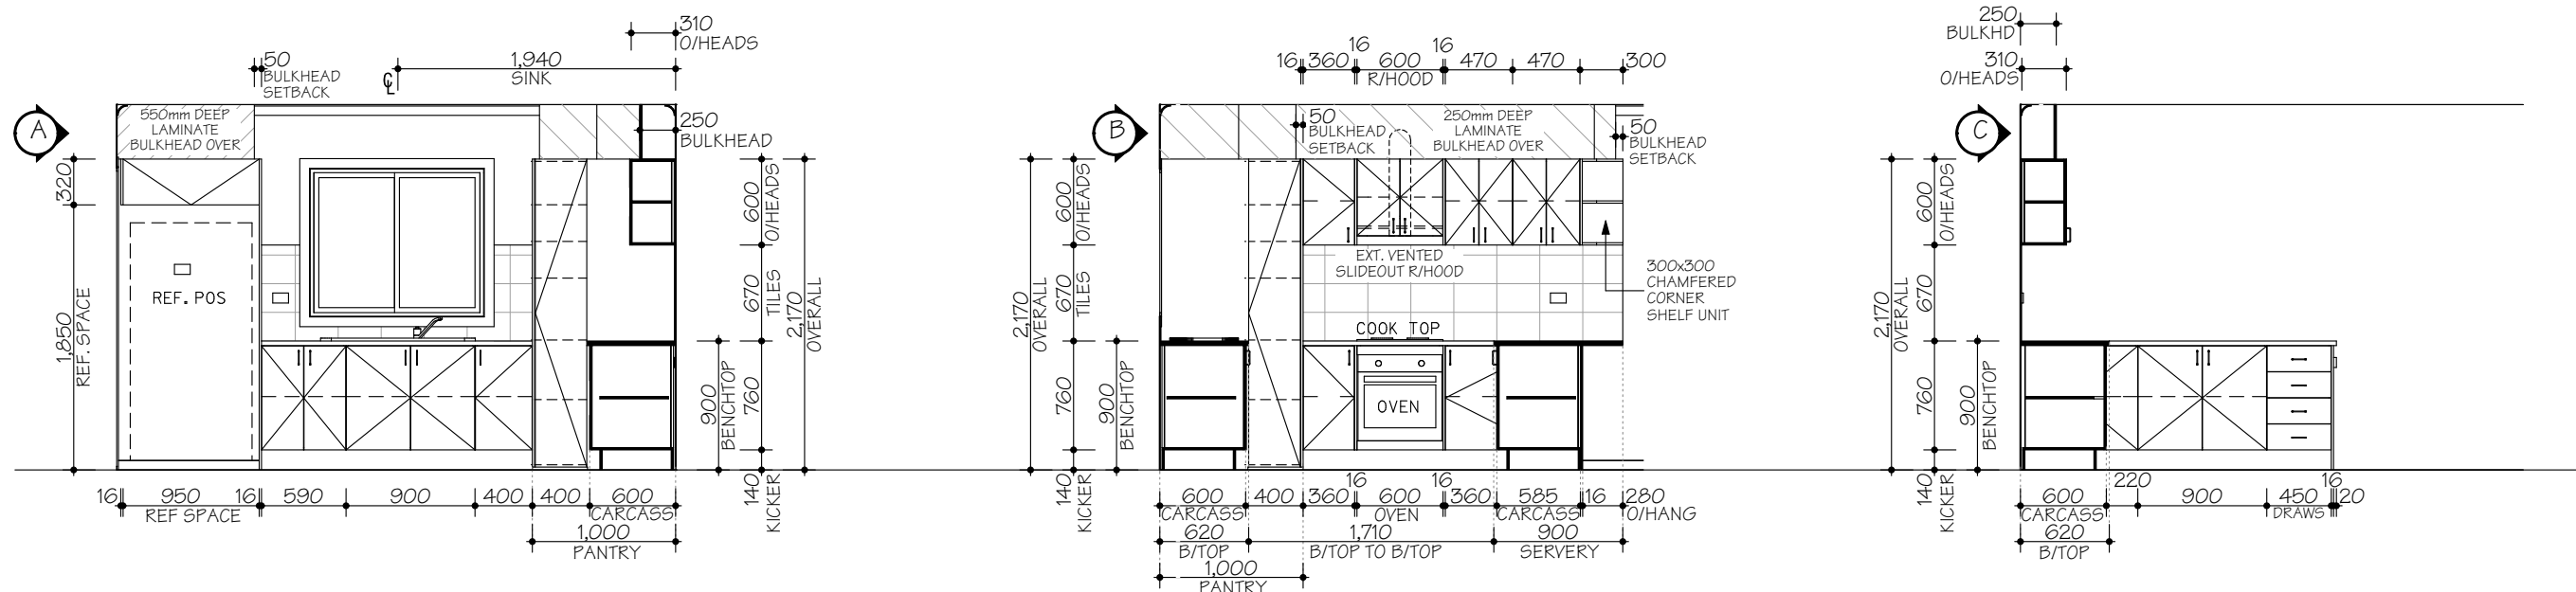 310
O/HEADS
50
BULKHEAD
SETBACK
℄
1,940
SINK
A
550mm DEEP
LAMINATE
BULKHEAD OVER
250
BULKHEAD
320
1,850
REF. SPACE
REF. POS
600
O/HEADS
670
TILES
760
900
BENCHTOP
140
KICKER
2,170
OVERALL
16
950
REF SPACE
16
590
900
400
400
600
CARCASS
1,000
PANTRY
16
360
16
600
R/HOOD
16
470
470
300
B
50
BULKHEAD
SETBACK
250mm DEEP
LAMINATE
BULKHEAD OVER
50
BULKHEAD
SETBACK
2,170
OVERALL
600
O/HEADS
670
TILES
760
900
BENCHTOP
140
KICKER
EXT. VENTED
SLIDEOUT R/HOOD
300x300
CHAMFERED
CORNER
SHELF UNIT
COOK TOP
OVEN
600
CARCASS
400
360
16
600
OVEN
16
360
585
CARCASS
16
280
O/HANG
620
B/TOP
1,710
B/TOP TO B/TOP
900
SERVERY
1,000
PANTRY
250
BULKHD
310
O/HEADS
C
2,170
OVERALL
600
O/HEADS
670
760
900
BENCHTOP
140
KICKER
600
CARCASS
220
900
450
DRAWS
16
20
620
B/TOP